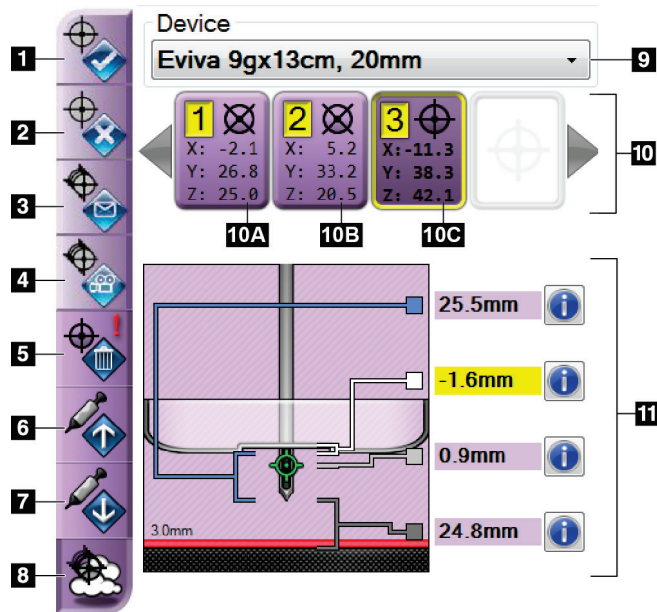 Device
1
Eviva 9gx13cm, 20mm
9
2
1
X: -2.1
Y: 26.8
Z: 25.0
2
X: 5.2
Y: 33.2
Z: 20.5
3
X:-11.3
Y: 38.3
Z: 42.1
10
3
10A
10B
10C
4
25.5mm
5
!
-1.6mm
6
11
0.9mm
7
3.0mm
24.8mm
8